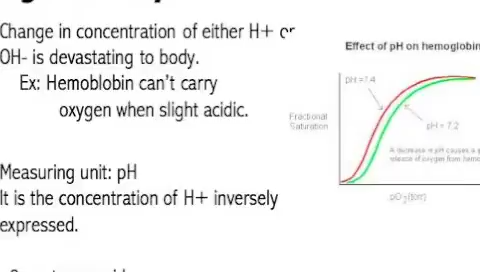 Change in concentration of either H+ or
OH- is devastating to body.
Ex: Hemoblobin can't carry
oxygen when slight acidic.
Measuring unit: pH
It is the concentration of H+ inversely
expressed.
Effect of pH on hemoglobin
pH =7.4
Fractional
Saturation
pH = 7.2
A decrease in pH causes a
release of oxygen from
pO2(torr)